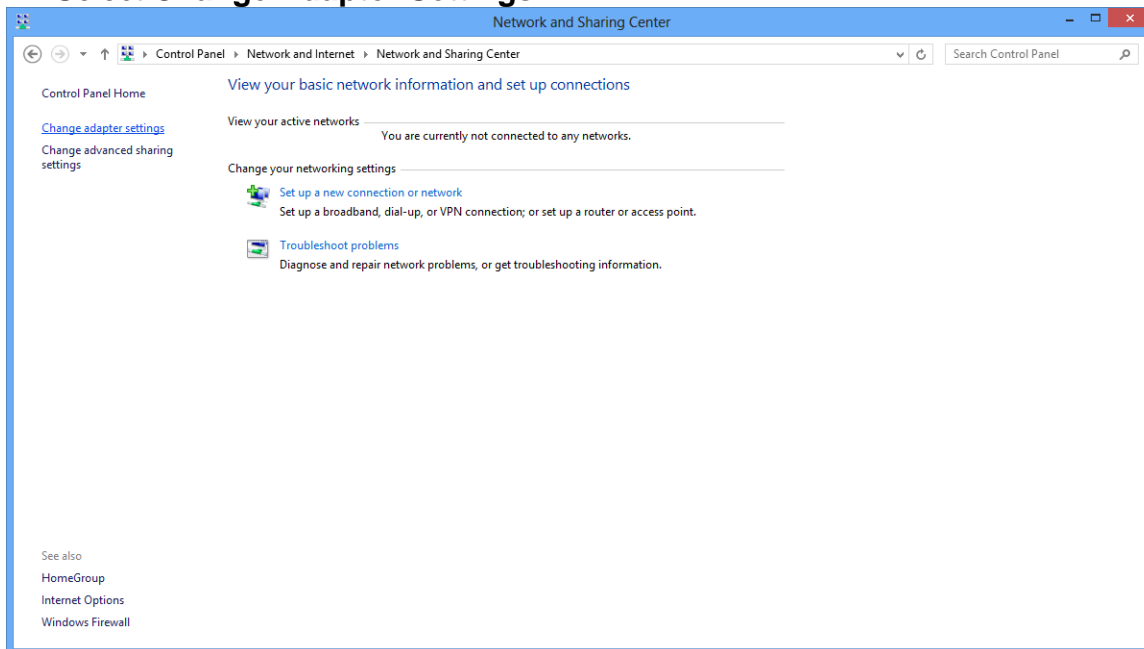 Select Change Adapter Settings
Network and Sharing Center
Control Panel Network and Internet Network and Sharing Center
Search Control Panel
Control Panel Home
Change adapter settings
Change advanced sharing
settings
View your basic network information and set up connections
View your active networks
You are currently not connected to any networks.
Change your networking settings
Set up a new connection or network
Set up a broadband, dial-up, or VPN connection; or set up a router or access point.
Troubleshoot problems
Diagnose and repair network problems, or get troubleshooting information.
See also
HomeGroup
Internet Options
Windows Firewall